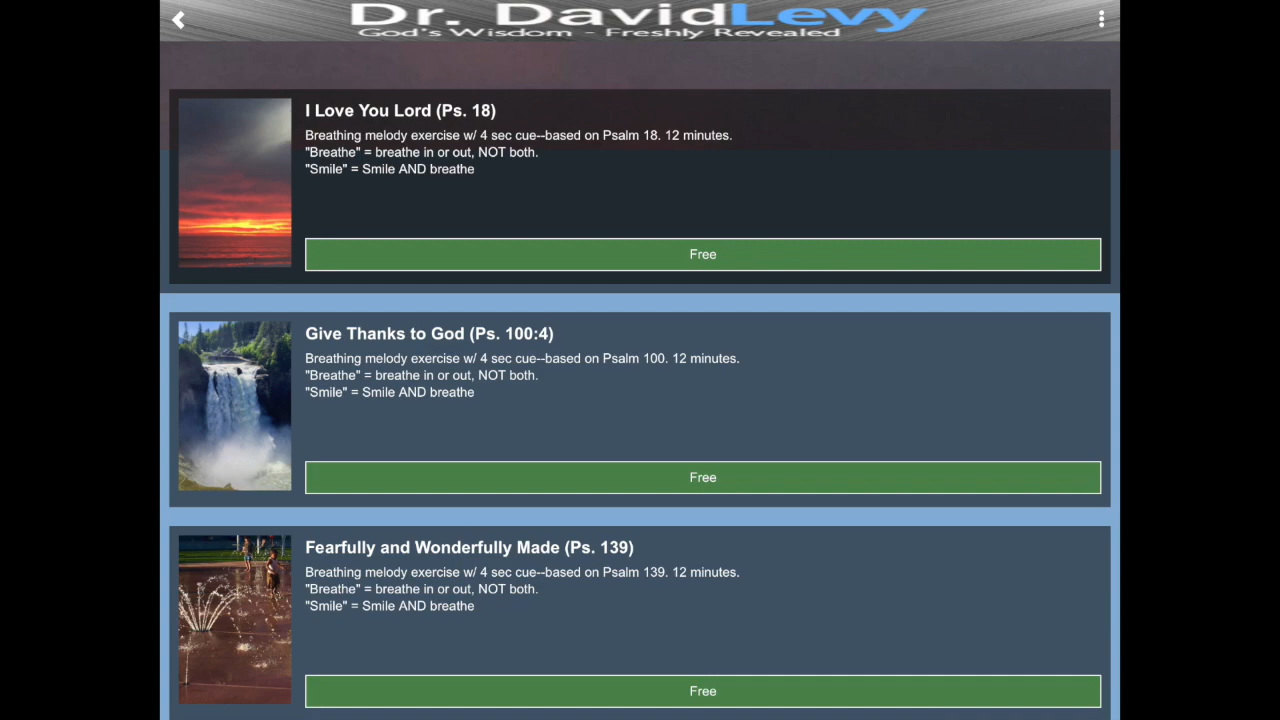 Dr. DavidLevy
God's Wisdom - Freshly Revealed
I Love You Lord (Ps. 18)
Breathing melody exercise w/ 4 sec cue--based on Psalm 18. 12 minutes.
"Breathe" = breathe in or out, NOT both.
"Smile" = Smile AND breathe
Free
Give Thanks to God (Ps. 100:4)
Breathing melody exercise w/ 4 sec cue--based on Psalm 100. 12 minutes.
"Breathe" = breathe in or out, NOT both.
"Smile" = Smile AND breathe
Free
Fearfully and Wonderfully Made (Ps. 139)
Breathing melody exercise w/ 4 sec cue--based on Psalm 139. 12 minutes.
"Breathe" = breathe in or out, NOT both.
"Smile" = Smile AND breathe
Free